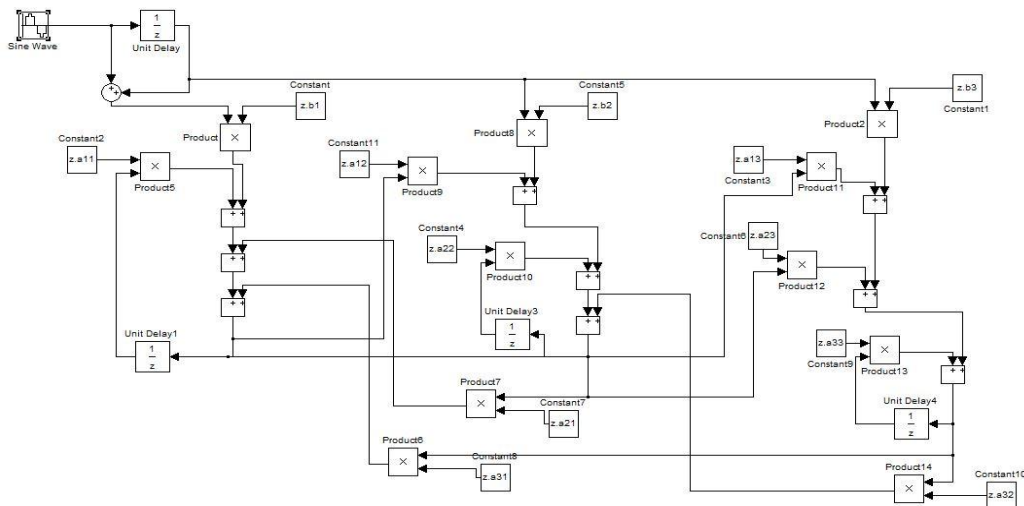 Sine Wave
1
z
Unit Delay
Constant
z.b1
Constant5
z.b2
z.b3
Constant1
Product
Product8
Product2
Constant2
z.a11
Product5
Constant11
z.a12
Product9
z.a13
Constant3
Product11
Constant4
z.a22
Product10
Constant6
z.a23
Product12
Unit Delay3
1
z
Unit Delay1
1
z
z.a33
Constant9
Product13
Product7
Constant7
z.a21
Unit Delay4
1
z
Product6
Constant8
z.a31
Product14
Constant10
z.a32